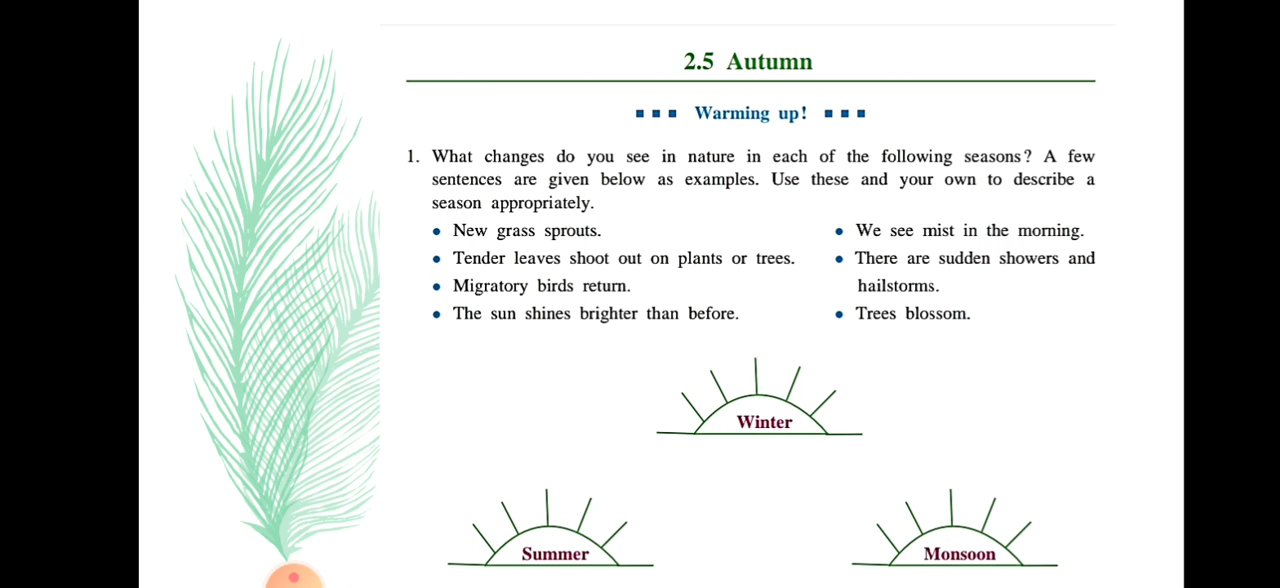 2.5 Autumn
Warming up!
1. What changes do you see in nature in each of the following seasons? A few
sentences are given below as examples. Use these and your own to describe a
season appropriately.
• New grass sprouts.
• Tender leaves shoot out on plants or trees.
• Migratory birds return.
• The sun shines brighter than before.
• We see mist in the morning.
• There are sudden showers and
hailstorms.
• Trees blossom.
Winter
Summer
Monsoon